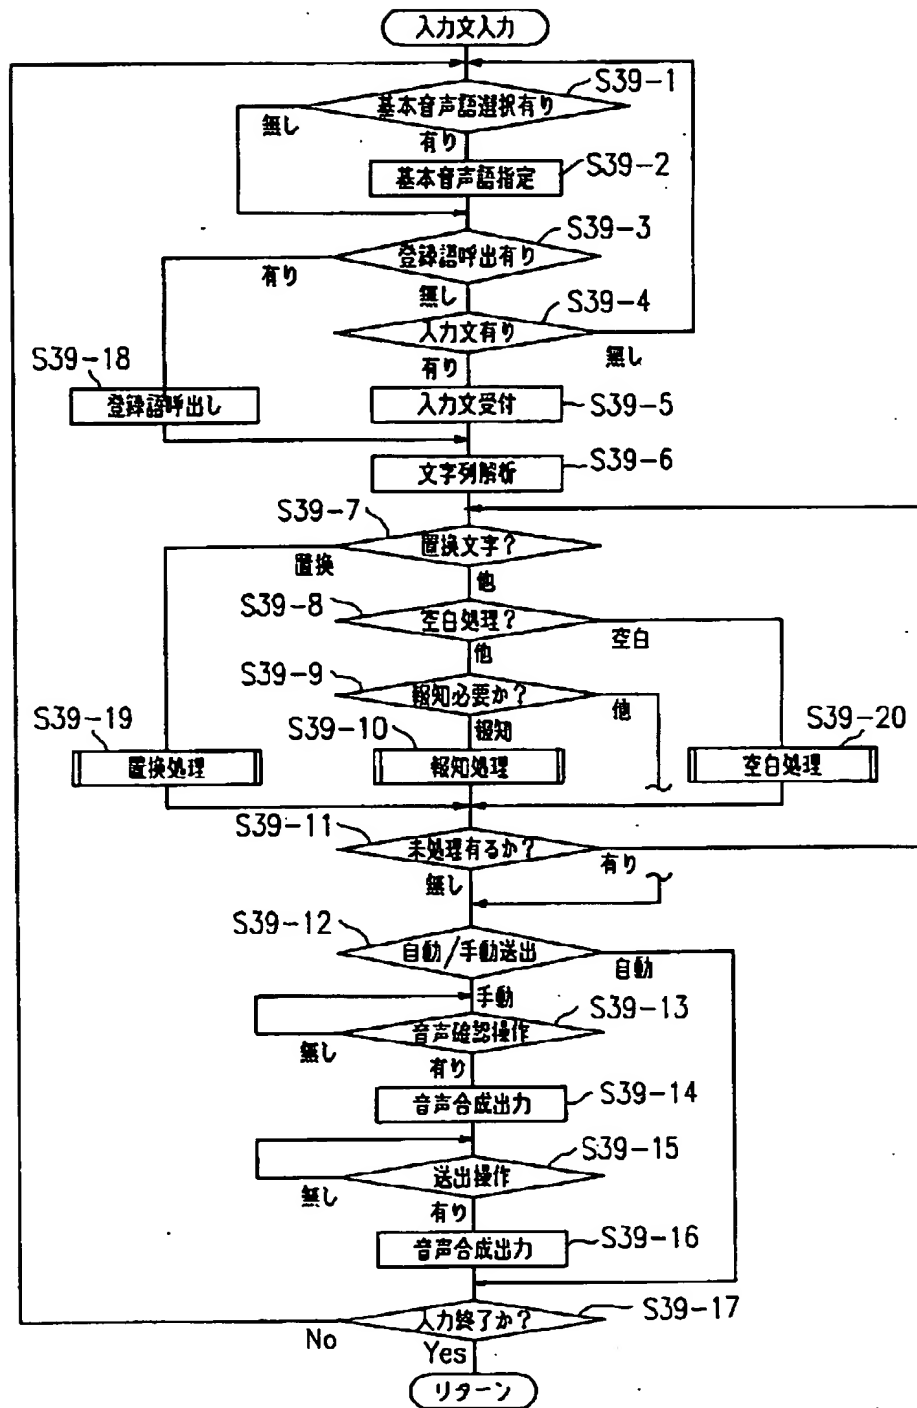 入力文入力
S39-1
基本音声語選択有り
無し
有り
S39-2
基本音声語指定
S39-3
登録語呼出有り
有り
無し
S39-4
入力文有り
無し
有り
S39-18
登録語呼出し
入力文受付
S39-5
文字列解析
S39-6
S39-7
置換文字?
置換
他
S39-8
空白処理?
空白
他
S39-9
報知必要か?
他
報知
S39-19
S39-10
S39-20
置換処理
報知処理
空白処理
S39-11
未処理有るか?
有り
無し
S39-12
自動/手動送出
自動
手動
S39-13
音声確認操作
無し
有り
音声合成出力
S39-14
S39-15
送出操作
無し
有り
音声合成出力
S39-16
S39-17
入力終了か?
No
Yes
リターン